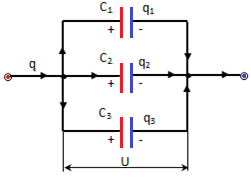 C₁ q₁
+ -
q C₂ q₂
+ -
C₃ q₃
+ -
U